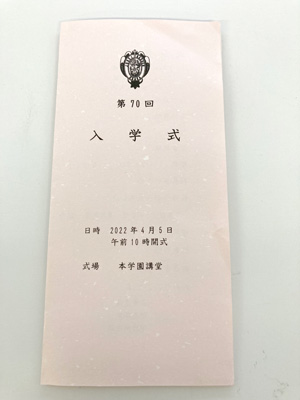 第70回
入学式
日時 2022年4月5日
午前10時開式
式場 本学園講堂